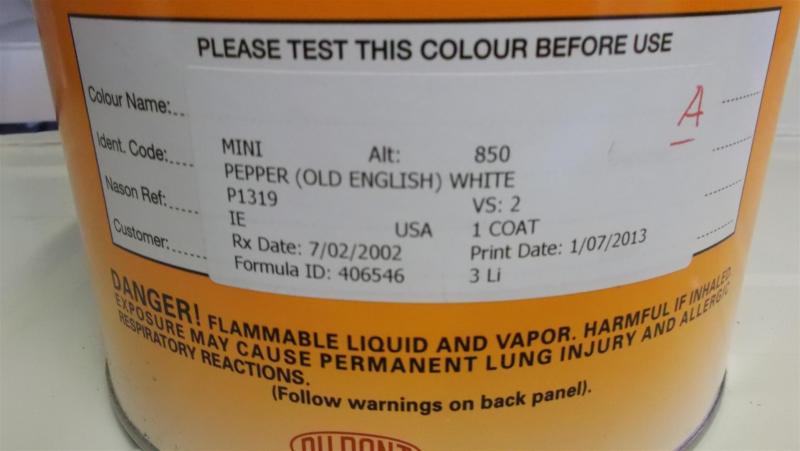 PLEASE TEST THIS COLOUR BEFORE USE
Colour Name:
A
Ident. Code:
MINI Alt: 850
PEPPER (OLD ENGLISH) WHITE
Nason Ref:
P1319 VS: 2
IE USA 1 COAT
Customer:
Rx Date: 7/02/2002 Print Date: 1/07/2013
Formula ID: 406546 3 Li
DANGER! FLAMMABLE LIQUID AND VAPOR. HARMFUL IF INHALED.
EXPOSURE MAY CAUSE PERMANENT LUNG INJURY AND ALLERGIC
RESPIRATORY REACTIONS.
(Follow warnings on back panel).
DU PONT